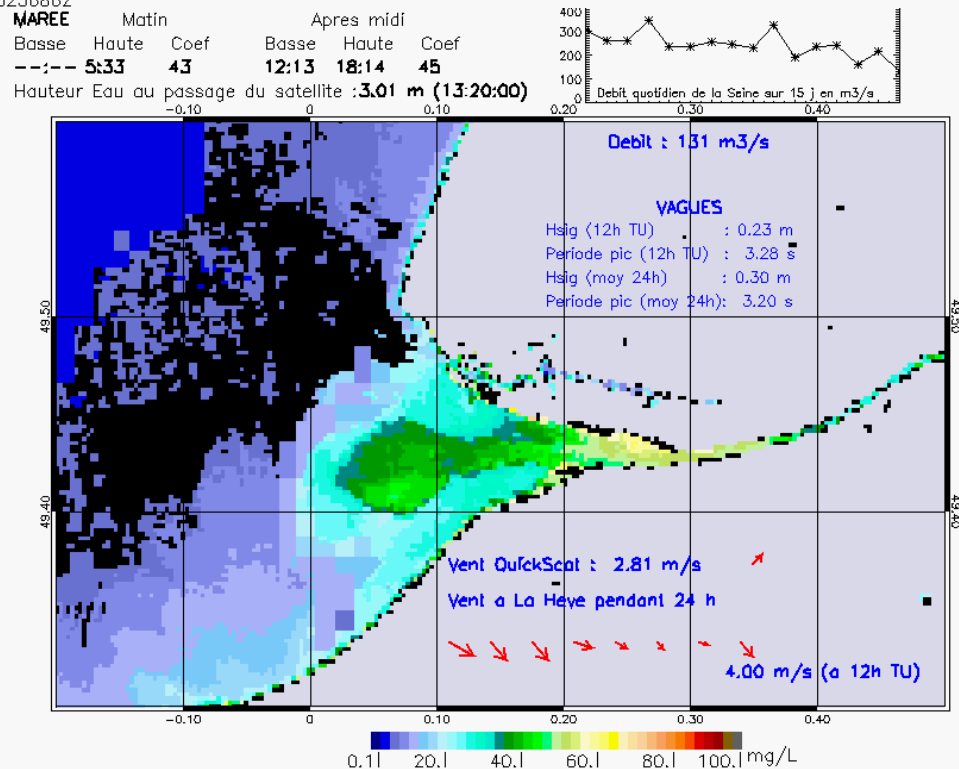 MAREE Matin Apres midi
Basse Haute Coef Basse Haute Coef
--:-- 5:33 43 12:13 18:14 45
Hauteur Eau au passage du satellite :3.01 m (13:20:00)
400
300
200
100
0
Debit quotidien de la Seine sur 15 j en m3/s
-0.10 0 0.10 0.20 0.30 0.40
Debit : 131 m3/s
VAGUES
Hsig (12h TU) : 0.23 m
Periode pic (12h TU) : 3.28 s
Hsig (moy 24h) : 0.30 m
Periode pic (moy 24h): 3.20 s
49.50 49.50
49.40 49.40
Vent QuickScat : 2.81 m/s
Vent a La Heve pendant 24 h
4.00 m/s (a 12h TU)
-0.10 0 0.10 0.20 0.30 0.40
0.1| 20.| 40.| 60.| 80.| 100.| mg/L